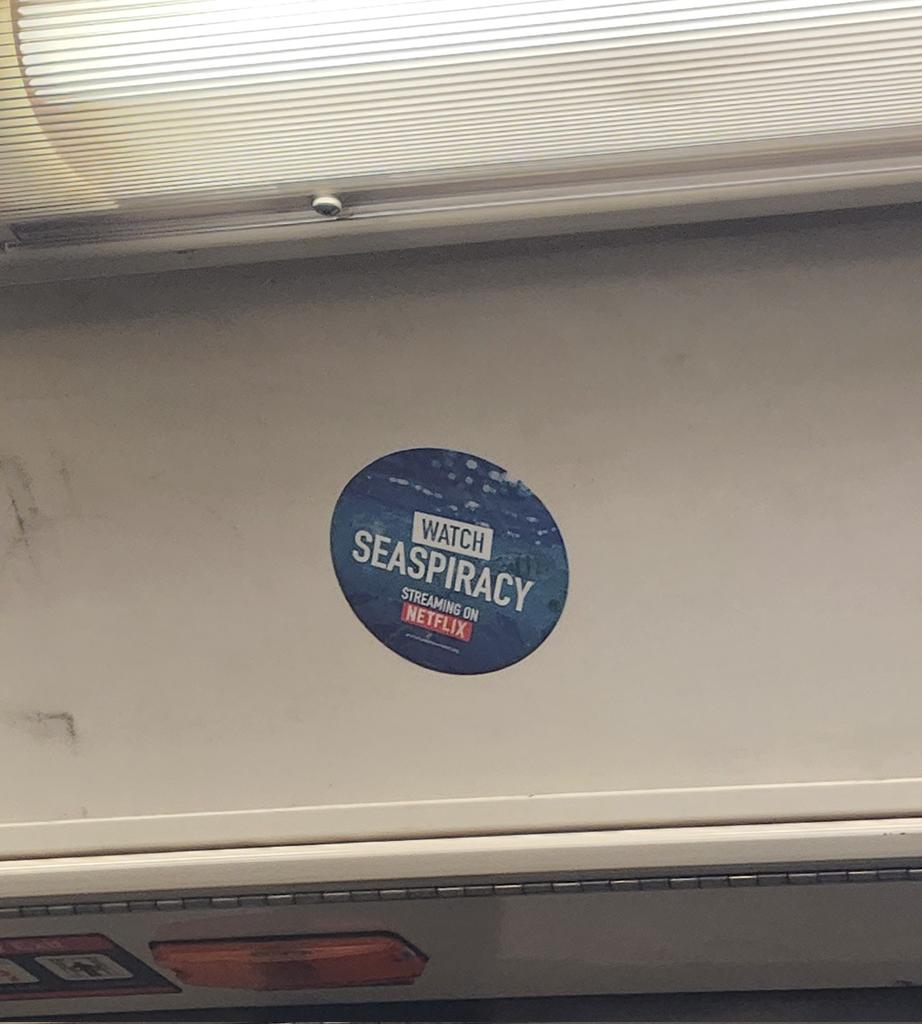 WATCH
SEASPIRACY
STREAMING ON
NETFLIX